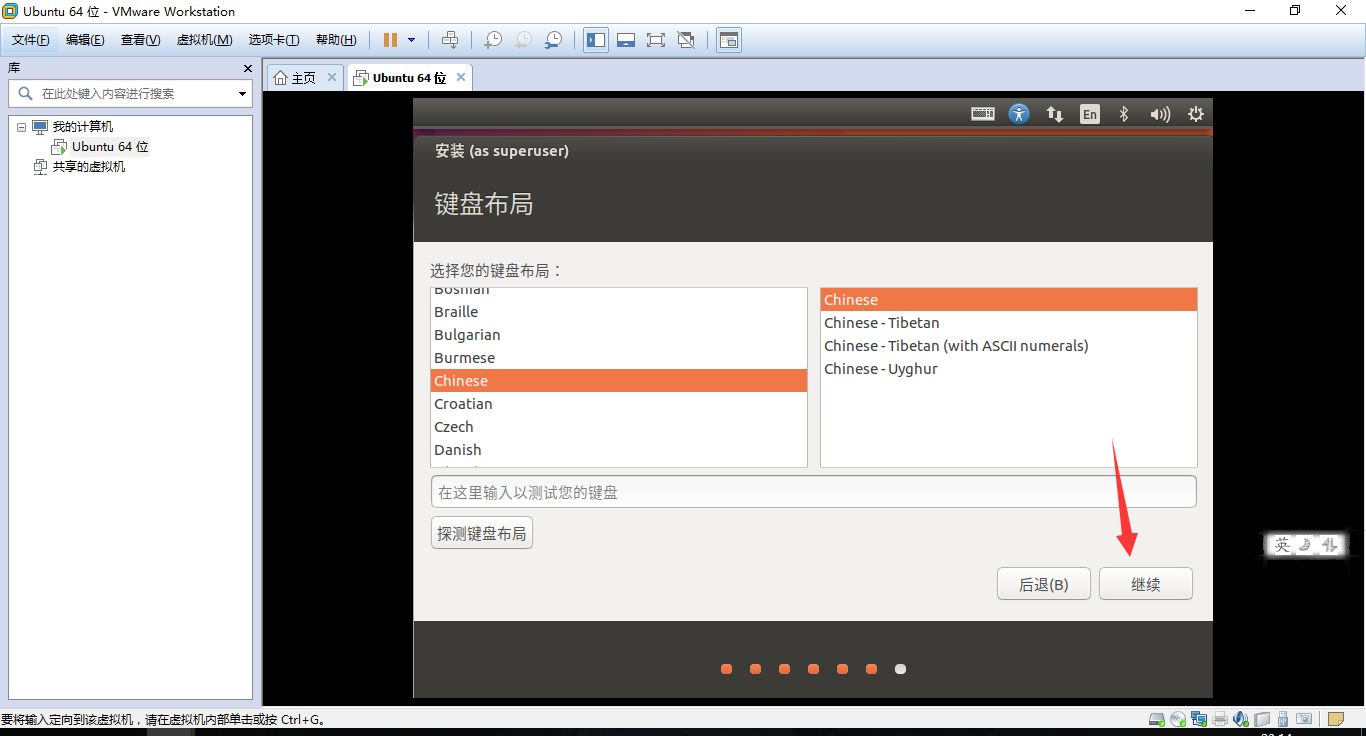 Ubuntu 64 位 - VMware Workstation
文件(F) 编辑(E) 查看(V) 虚拟机(M) 选项卡(T) 帮助(H)
库
主页
Ubuntu 64 位
在此处键入内容进行搜索
我的计算机
Ubuntu 64 位
共享的虚拟机
En
安装 (as superuser)
键盘布局
选择您的键盘布局：
Bosnian
Braille
Bulgarian
Burmese
Chinese
Croatian
Czech
Danish
Chinese
Chinese - Tibetan
Chinese - Tibetan (with ASCII numerals)
Chinese - Uyghur
在这里输入以测试您的键盘
探测键盘布局
英
后退(B) 继续
要将输入定向到该虚拟机，请在虚拟机内部单击或按 Ctrl+G。